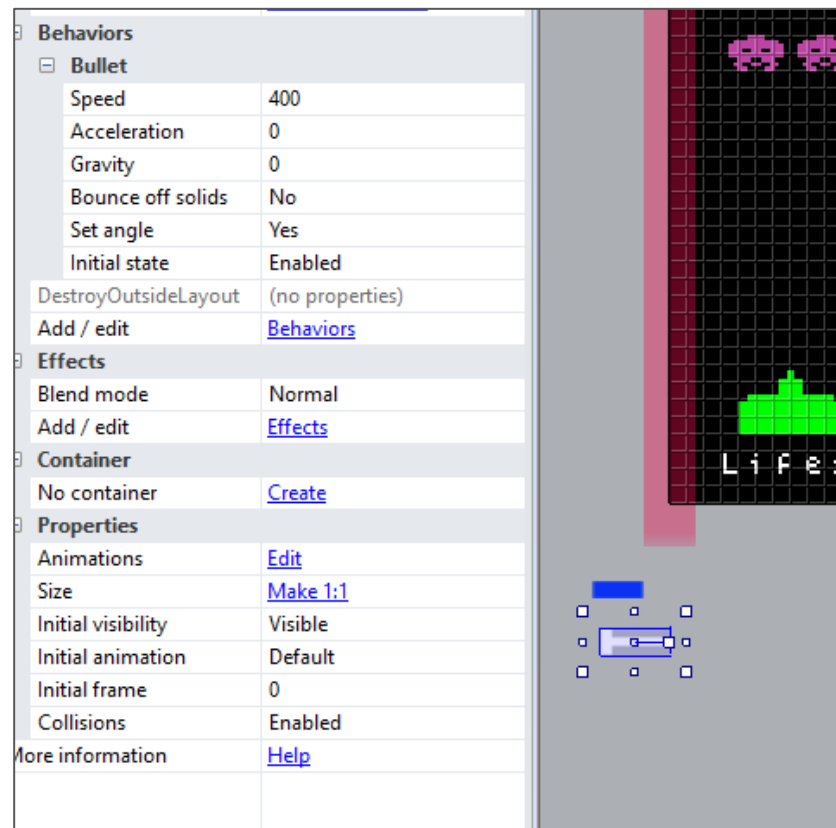 Behaviors
Bullet
Speed 400
Acceleration 0
Gravity 0
Bounce off solids No
Set angle Yes
Initial state Enabled
DestroyOutsideLayout (no properties)
Add / edit Behaviors
Effects
Blend mode Normal
Add / edit Effects
Container
No container Create
Properties
Animations Edit
Size Make 1:1
Initial visibility Visible
Initial animation Default
Initial frame 0
Collisions Enabled
More information Help
Lifes